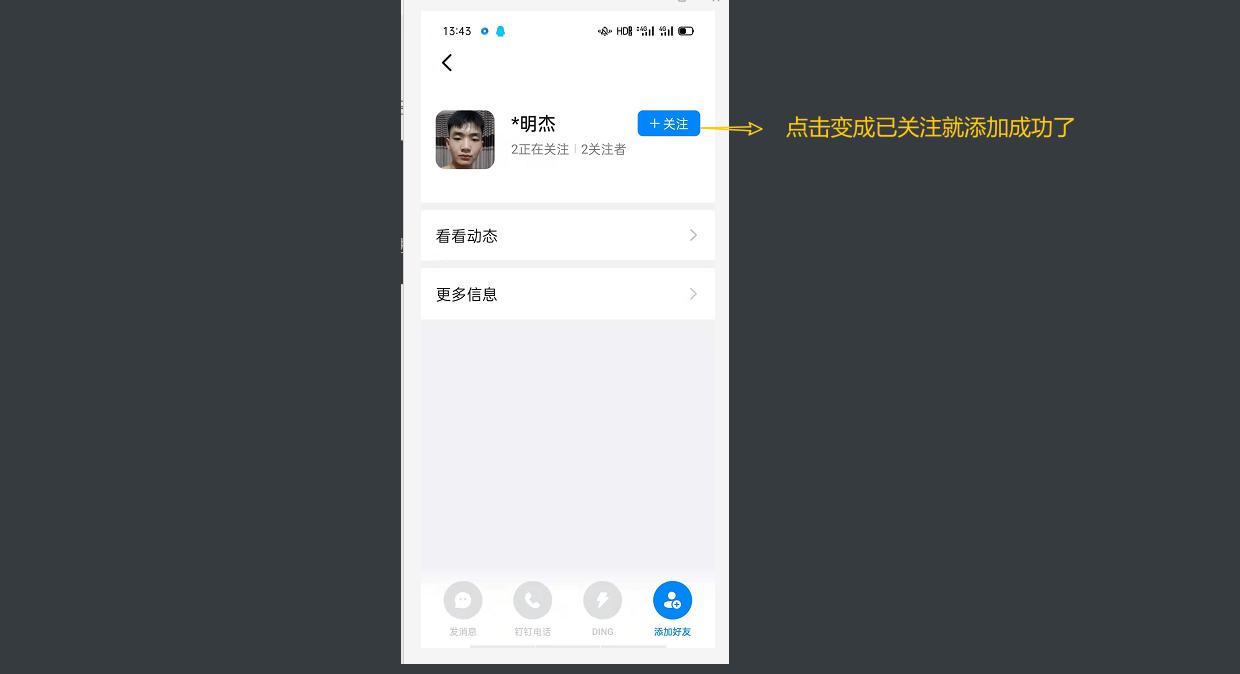 13:43
HD
*明杰
+ 关注
点击变成已关注就添加成功了
2正在关注
2关注者
看看动态
更多信息
发消息
钉钉电话
DING
添加好友